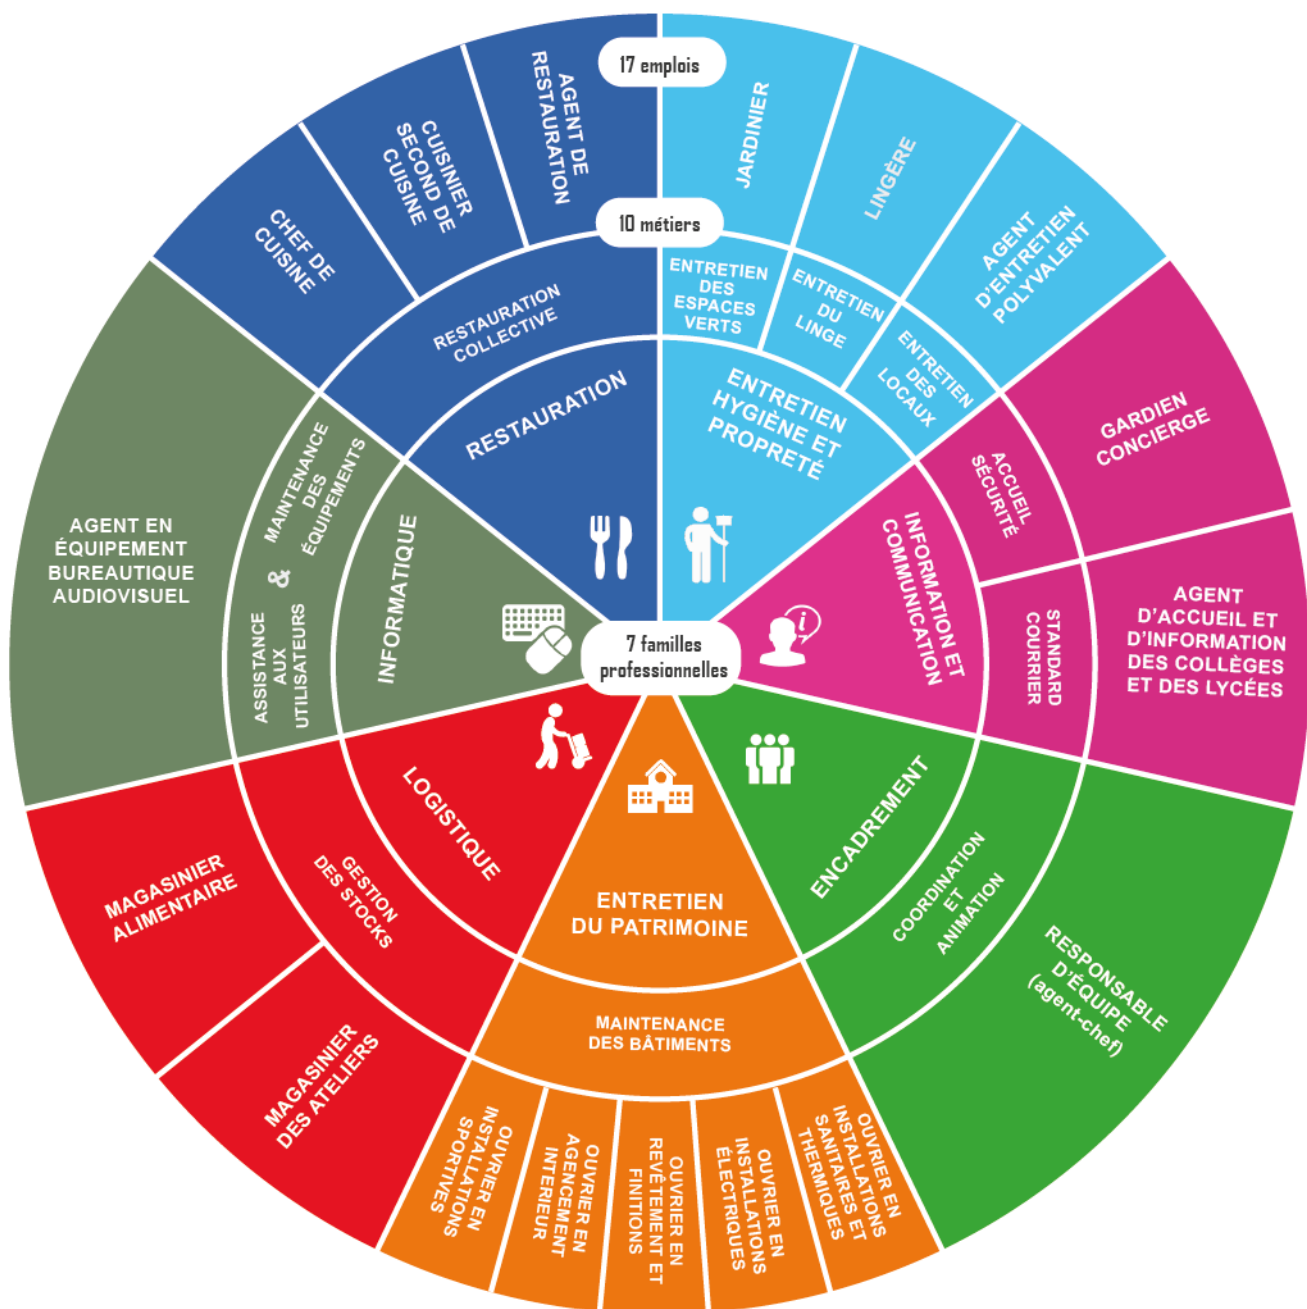 17 emplois
10 métiers
7 familles
professionnelles
RESTAURATION
RESTAURATION
COLLECTIVE
CHEF DE
CUISINE
CUISINIER
SECOND DE
CUISINE
AGENT DE
RESTAURATION
ENTRETIEN
HYGIÈNE ET
PROPRETÉ
ENTRETIEN
DES
ESPACES
VERTS
JARDINIER
ENTRETIEN
DU
LINGE
LINGÈRE
ENTRETIEN
DES
LOCAUX
AGENT
D'ENTRETIEN
POLYVALENT
INFORMATION ET
COMMUNICATION
i
ACCUEIL
SÉCURITÉ
GARDIEN
CONCIERGE
STANDARD
COURRIER
AGENT
D'ACCUEIL ET
D'INFORMATION
DES COLLÈGES
ET DES LYCÉES
ENCADREMENT
COORDINATION
ET
ANIMATION
RESPONSABLE
D'ÉQUIPE
(agent-chef)
ENTRETIEN
DU PATRIMOINE
MAINTENANCE
DES BÂTIMENTS
OUVRIER EN
INSTALLATIONS
SANITAIRES ET
THERMIQUES
OUVRIER EN
INSTALLATIONS
ÉLECTRIQUES
OUVRIER EN
REVÊTEMENT ET
FINITIONS
OUVRIER EN
AGENCEMENT
INTERIEUR
OUVRIER EN
INSTALLATIONS
SPORTIVES
LOGISTIQUE
GESTION
DES STOCKS
MAGASINIER
DES ATELIERS
MAGASINIER
ALIMENTAIRE
INFORMATIQUE
ASSISTANCE
AUX
UTILISATEURS
&
MAINTENANCE
DES
ÉQUIPEMENTS
AGENT EN
ÉQUIPEMENT
BUREAUTIQUE
AUDIOVISUEL